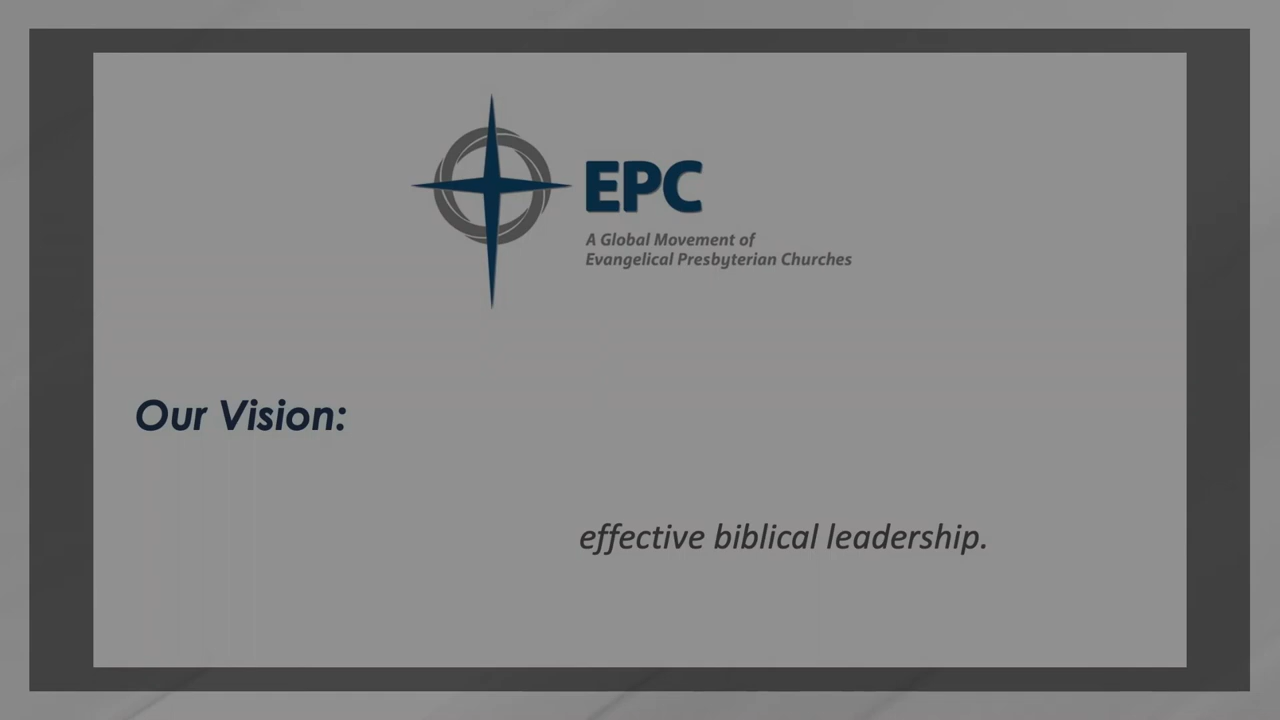 EPC
A Global Movement of
Evangelical Presbyterian Churches
Our Vision:
effective biblical leadership.